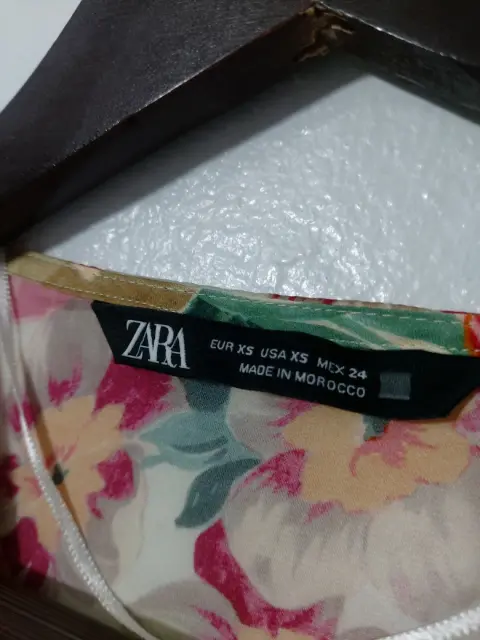 ZARA
EUR XS USA XS MEX 24
MADE IN MOROCCO